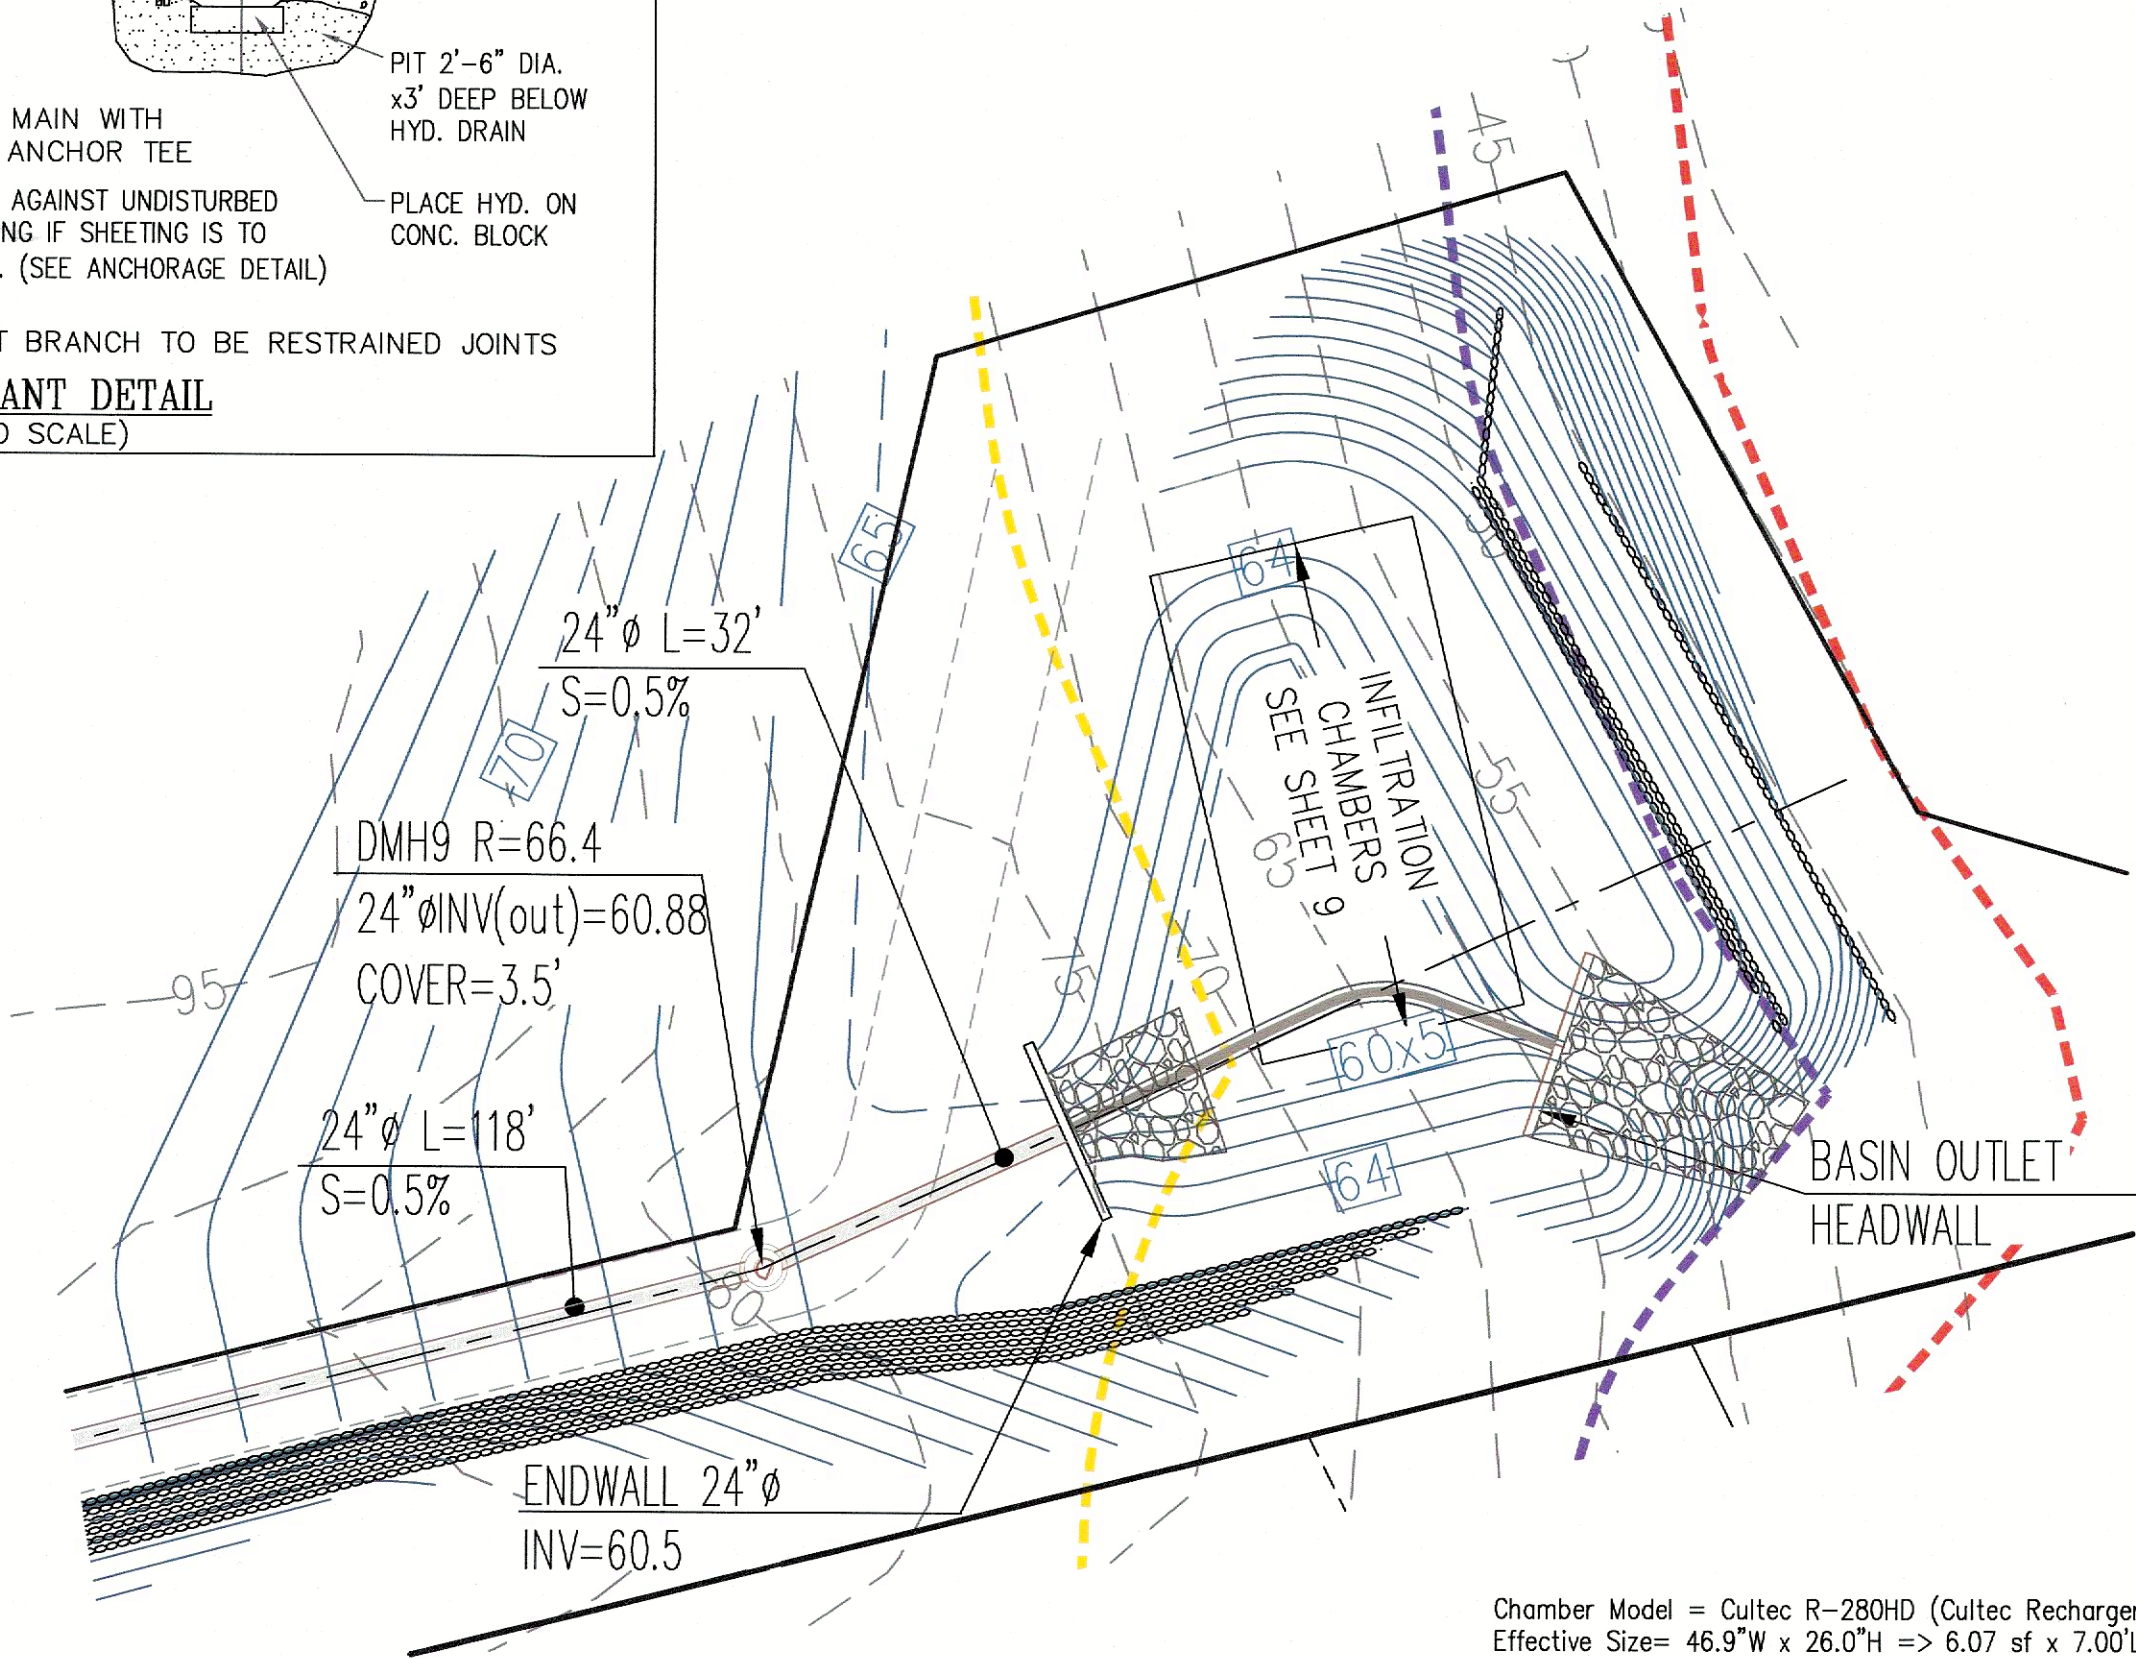 PIT 2'-6" DIA.
x3' DEEP BELOW
HYD. DRAIN
MAIN WITH
ANCHOR TEE
AGAINST UNDISTURBED
NG IF SHEETING IS TO
. (SEE ANCHORAGE DETAIL)
PLACE HYD. ON
CONC. BLOCK
T BRANCH TO BE RESTRAINED JOINTS
ANT DETAIL
O SCALE)
45
65
64
50
24"ø L=32'
S=0.5%
70
INFILTRATION
CHAMBERS
SEE SHEET 9
55
65
DMH9 R=66.4
24"øINV(out)=60.88
COVER=3.5'
95
75
70
60x5
24"ø L=118'
S=0.5%
64
BASIN OUTLET
HEADWALL
80
ENDWALL 24"ø
INV=60.5
Chamber Model = Cultec R-280HD (Cultec Recharger
Effective Size= 46.9"W x 26.0"H => 6.07 sf x 7.00'L